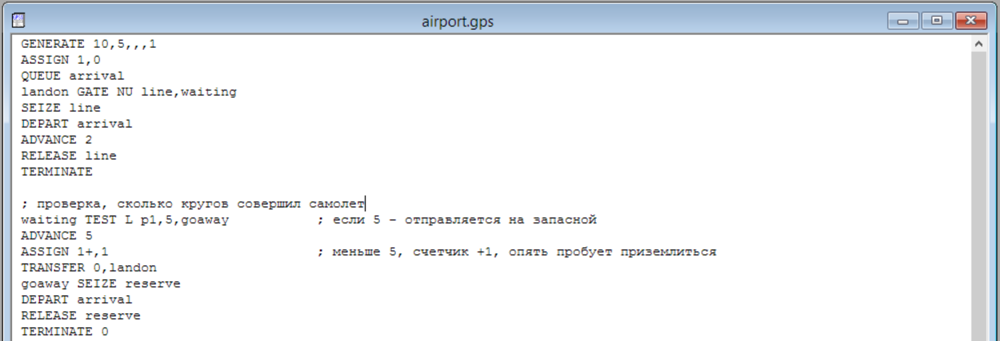 airport.gps
GENERATE 10,5,,,1
ASSIGN 1,0
QUEUE arrival
landon GATE NU line,waiting
SEIZE line
DEPART arrival
ADVANCE 2
RELEASE line
TERMINATE
; проверка, сколько кругов совершил самолет
waiting TEST L p1,5,goaway ; если 5 - отправляется на запасной
ADVANCE 5
ASSIGN 1+,1 ; меньше 5, счетчик +1, опять пробует приземлиться
TRANSFER 0,landon
goaway SEIZE reserve
DEPART arrival
RELEASE reserve
TERMINATE 0